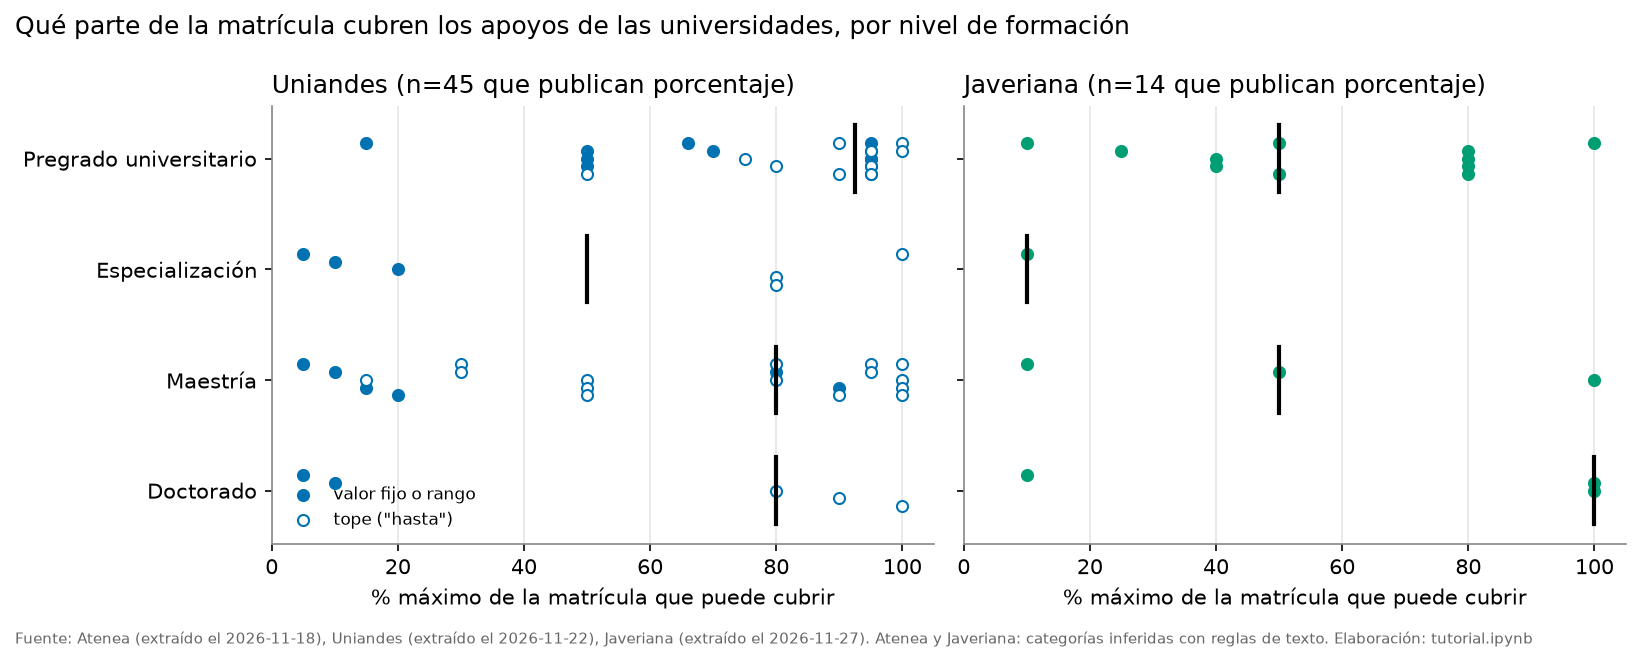 Qué parte de la matrícula cubren los apoyos de las universidades, por nivel de formación
Uniandes (n=45 que publican porcentaje)
Javeriana (n=14 que publican porcentaje)
Pregrado universitario
Especialización
Maestría
Doctorado
valor fijo o rango
tope ("hasta")
0 20 40 60 80 100
0 20 40 60 80 100
% máximo de la matrícula que puede cubrir
% máximo de la matrícula que puede cubrir
Fuente: Atenea (extraído el 2026-11-18), Uniandes (extraído el 2026-11-22), Javeriana (extraído el 2026-11-27). Atenea y Javeriana: categorías inferidas con reglas de texto. Elaboración: tutorial.ipynb